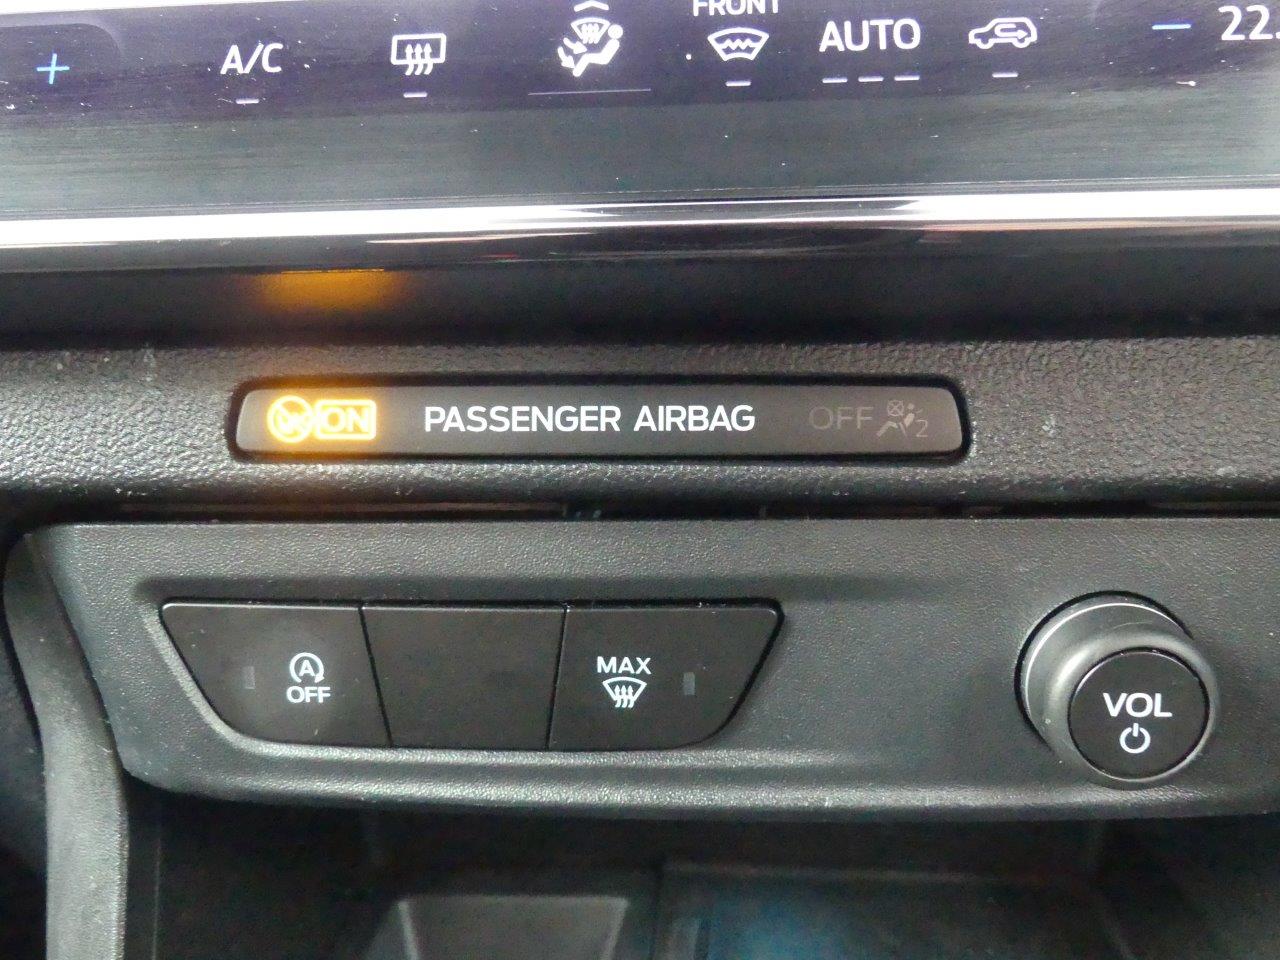 FRONT
A/C
AUTO
22.
ON
PASSENGER AIRBAG
OFF
2
A
OFF
MAX
VOL